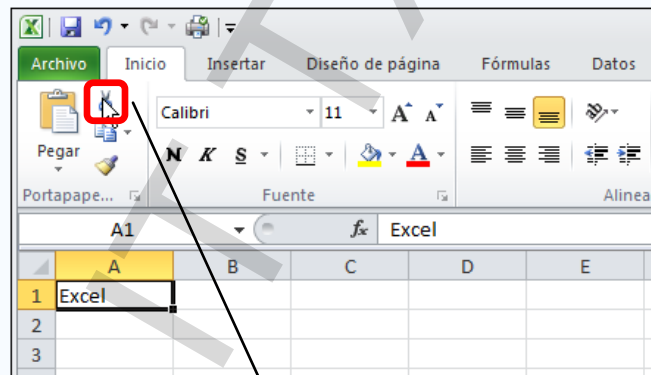 Archivo Inicio Insertar Diseño de página Fórmulas Datos
Calibri 11 A A
Pegar N K S A
Portapape... Fuente Alinea
A1 fx Excel
A B C D E
1 Excel
2
3